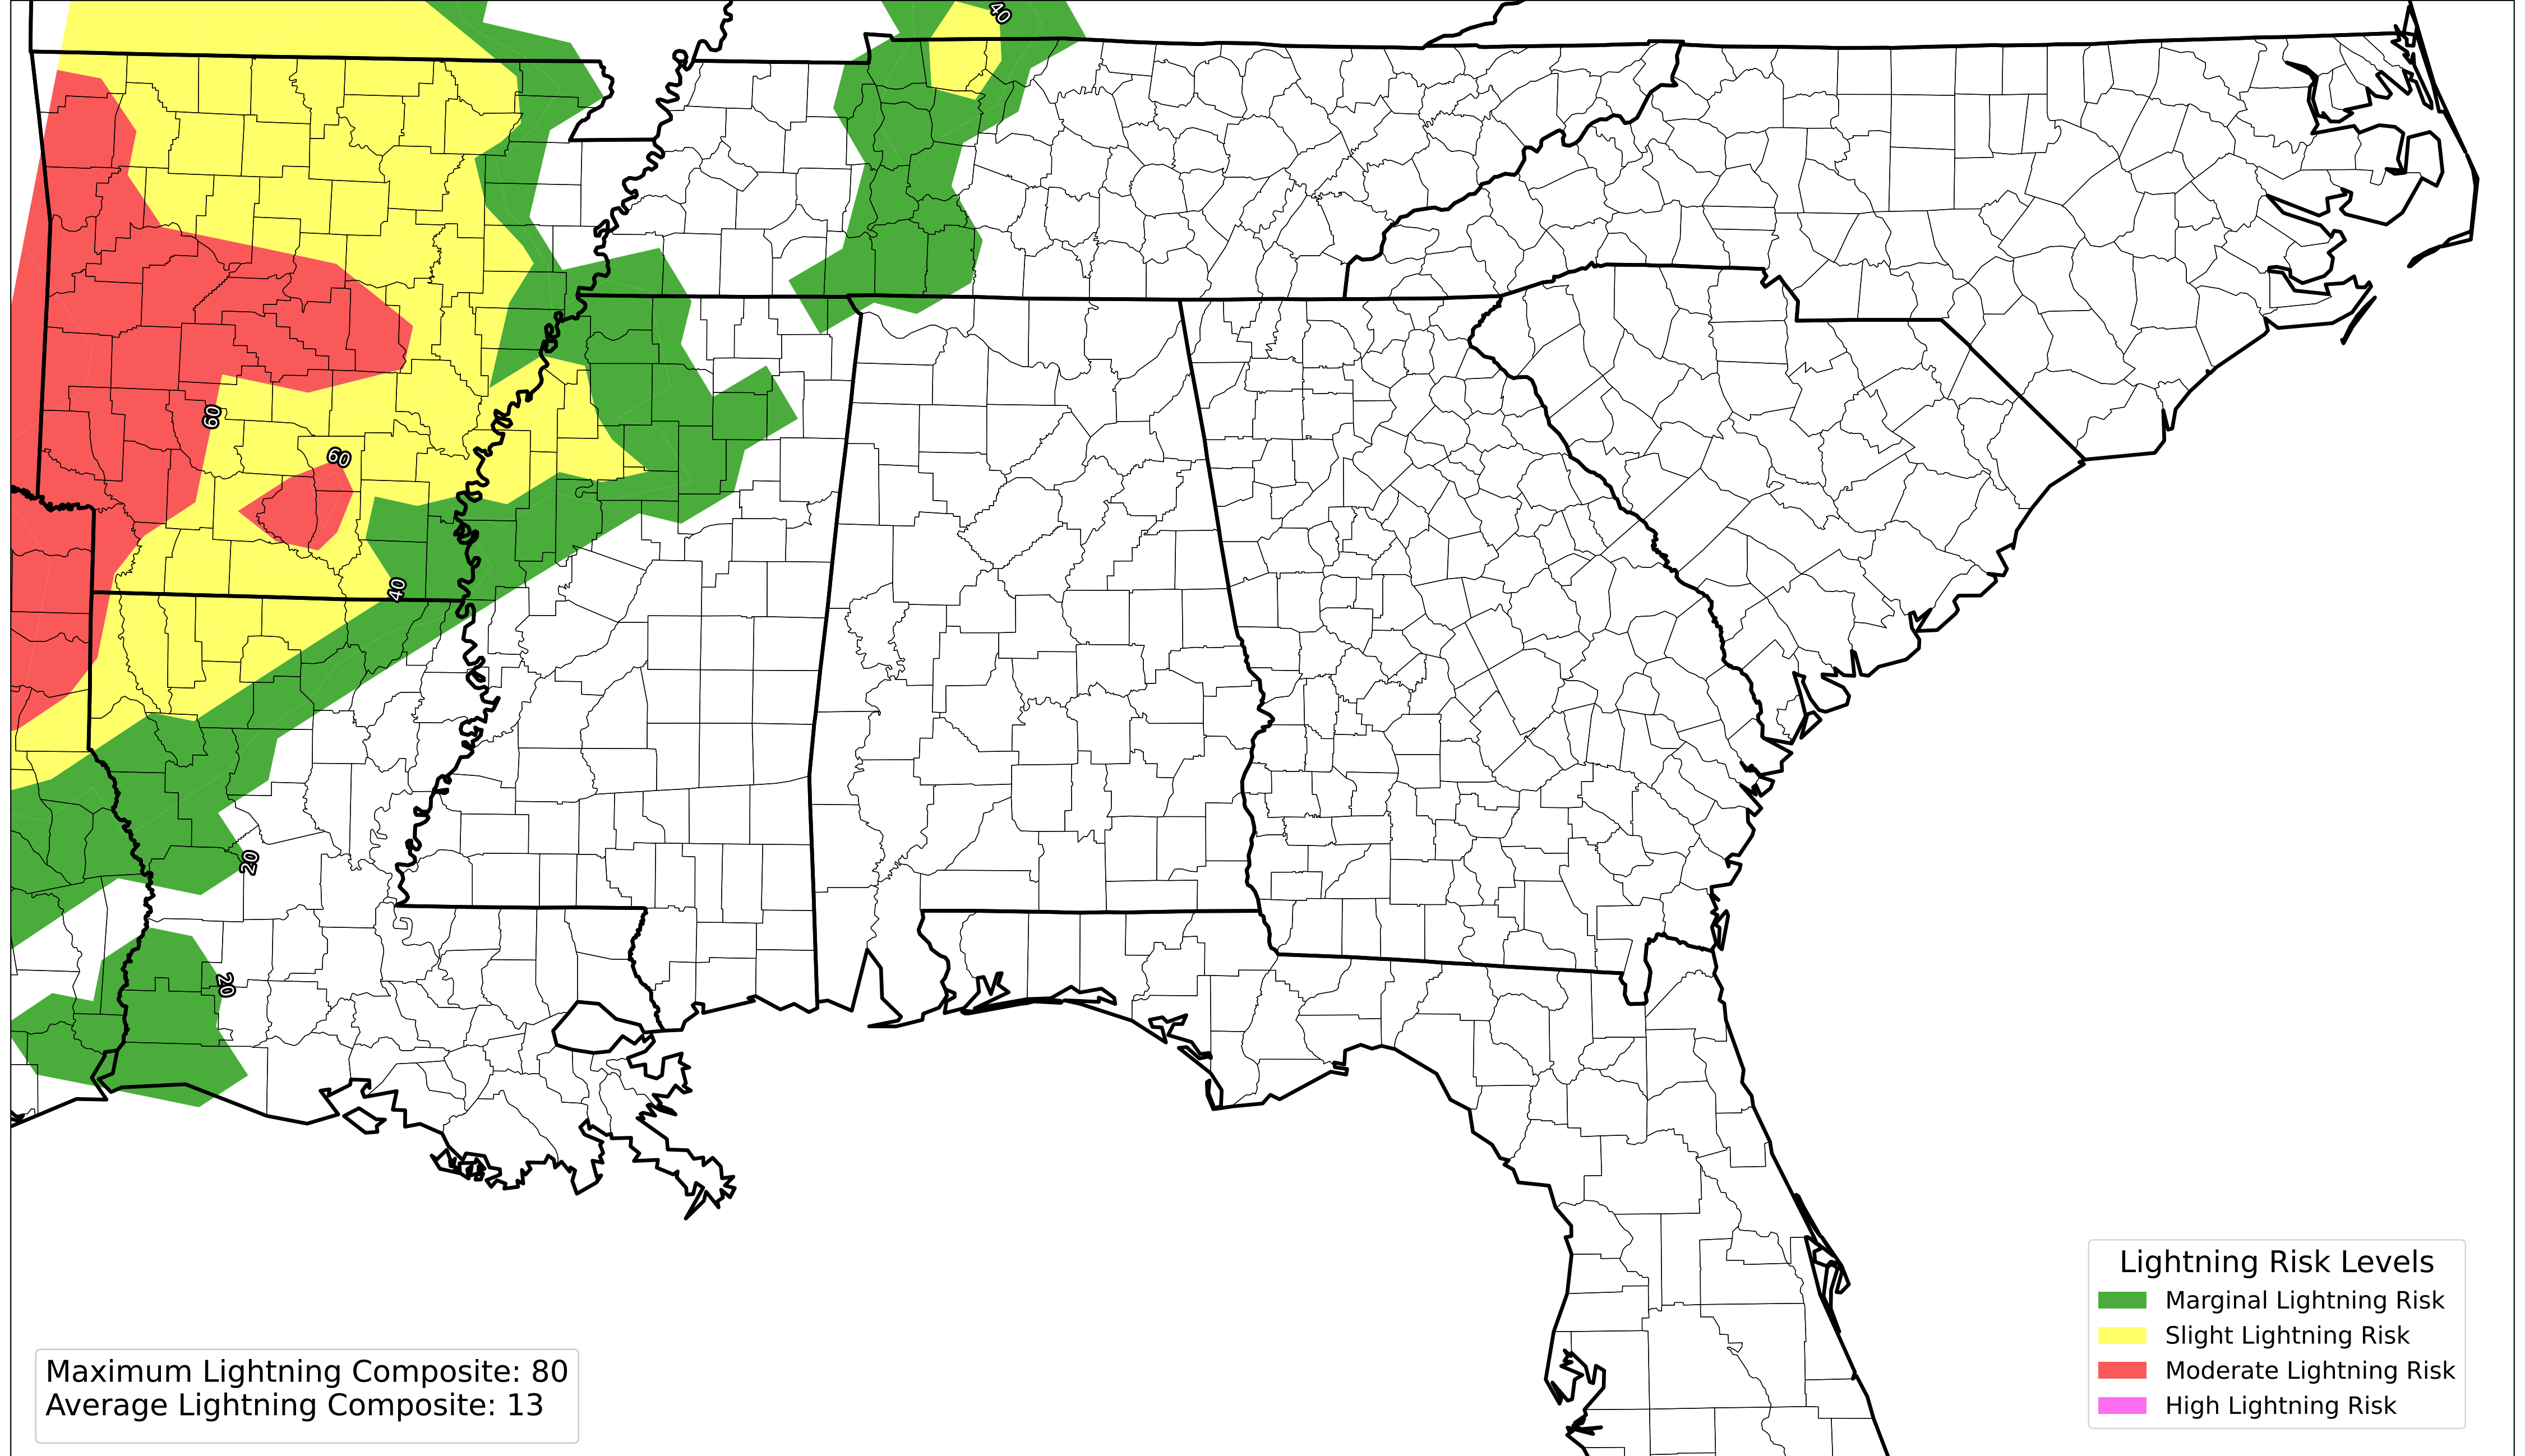 40
60
60
40
20
20
Lightning Risk Levels
Marginal Lightning Risk
Slight Lightning Risk
Moderate Lightning Risk
High Lightning Risk
Maximum Lightning Composite: 80
Average Lightning Composite: 13